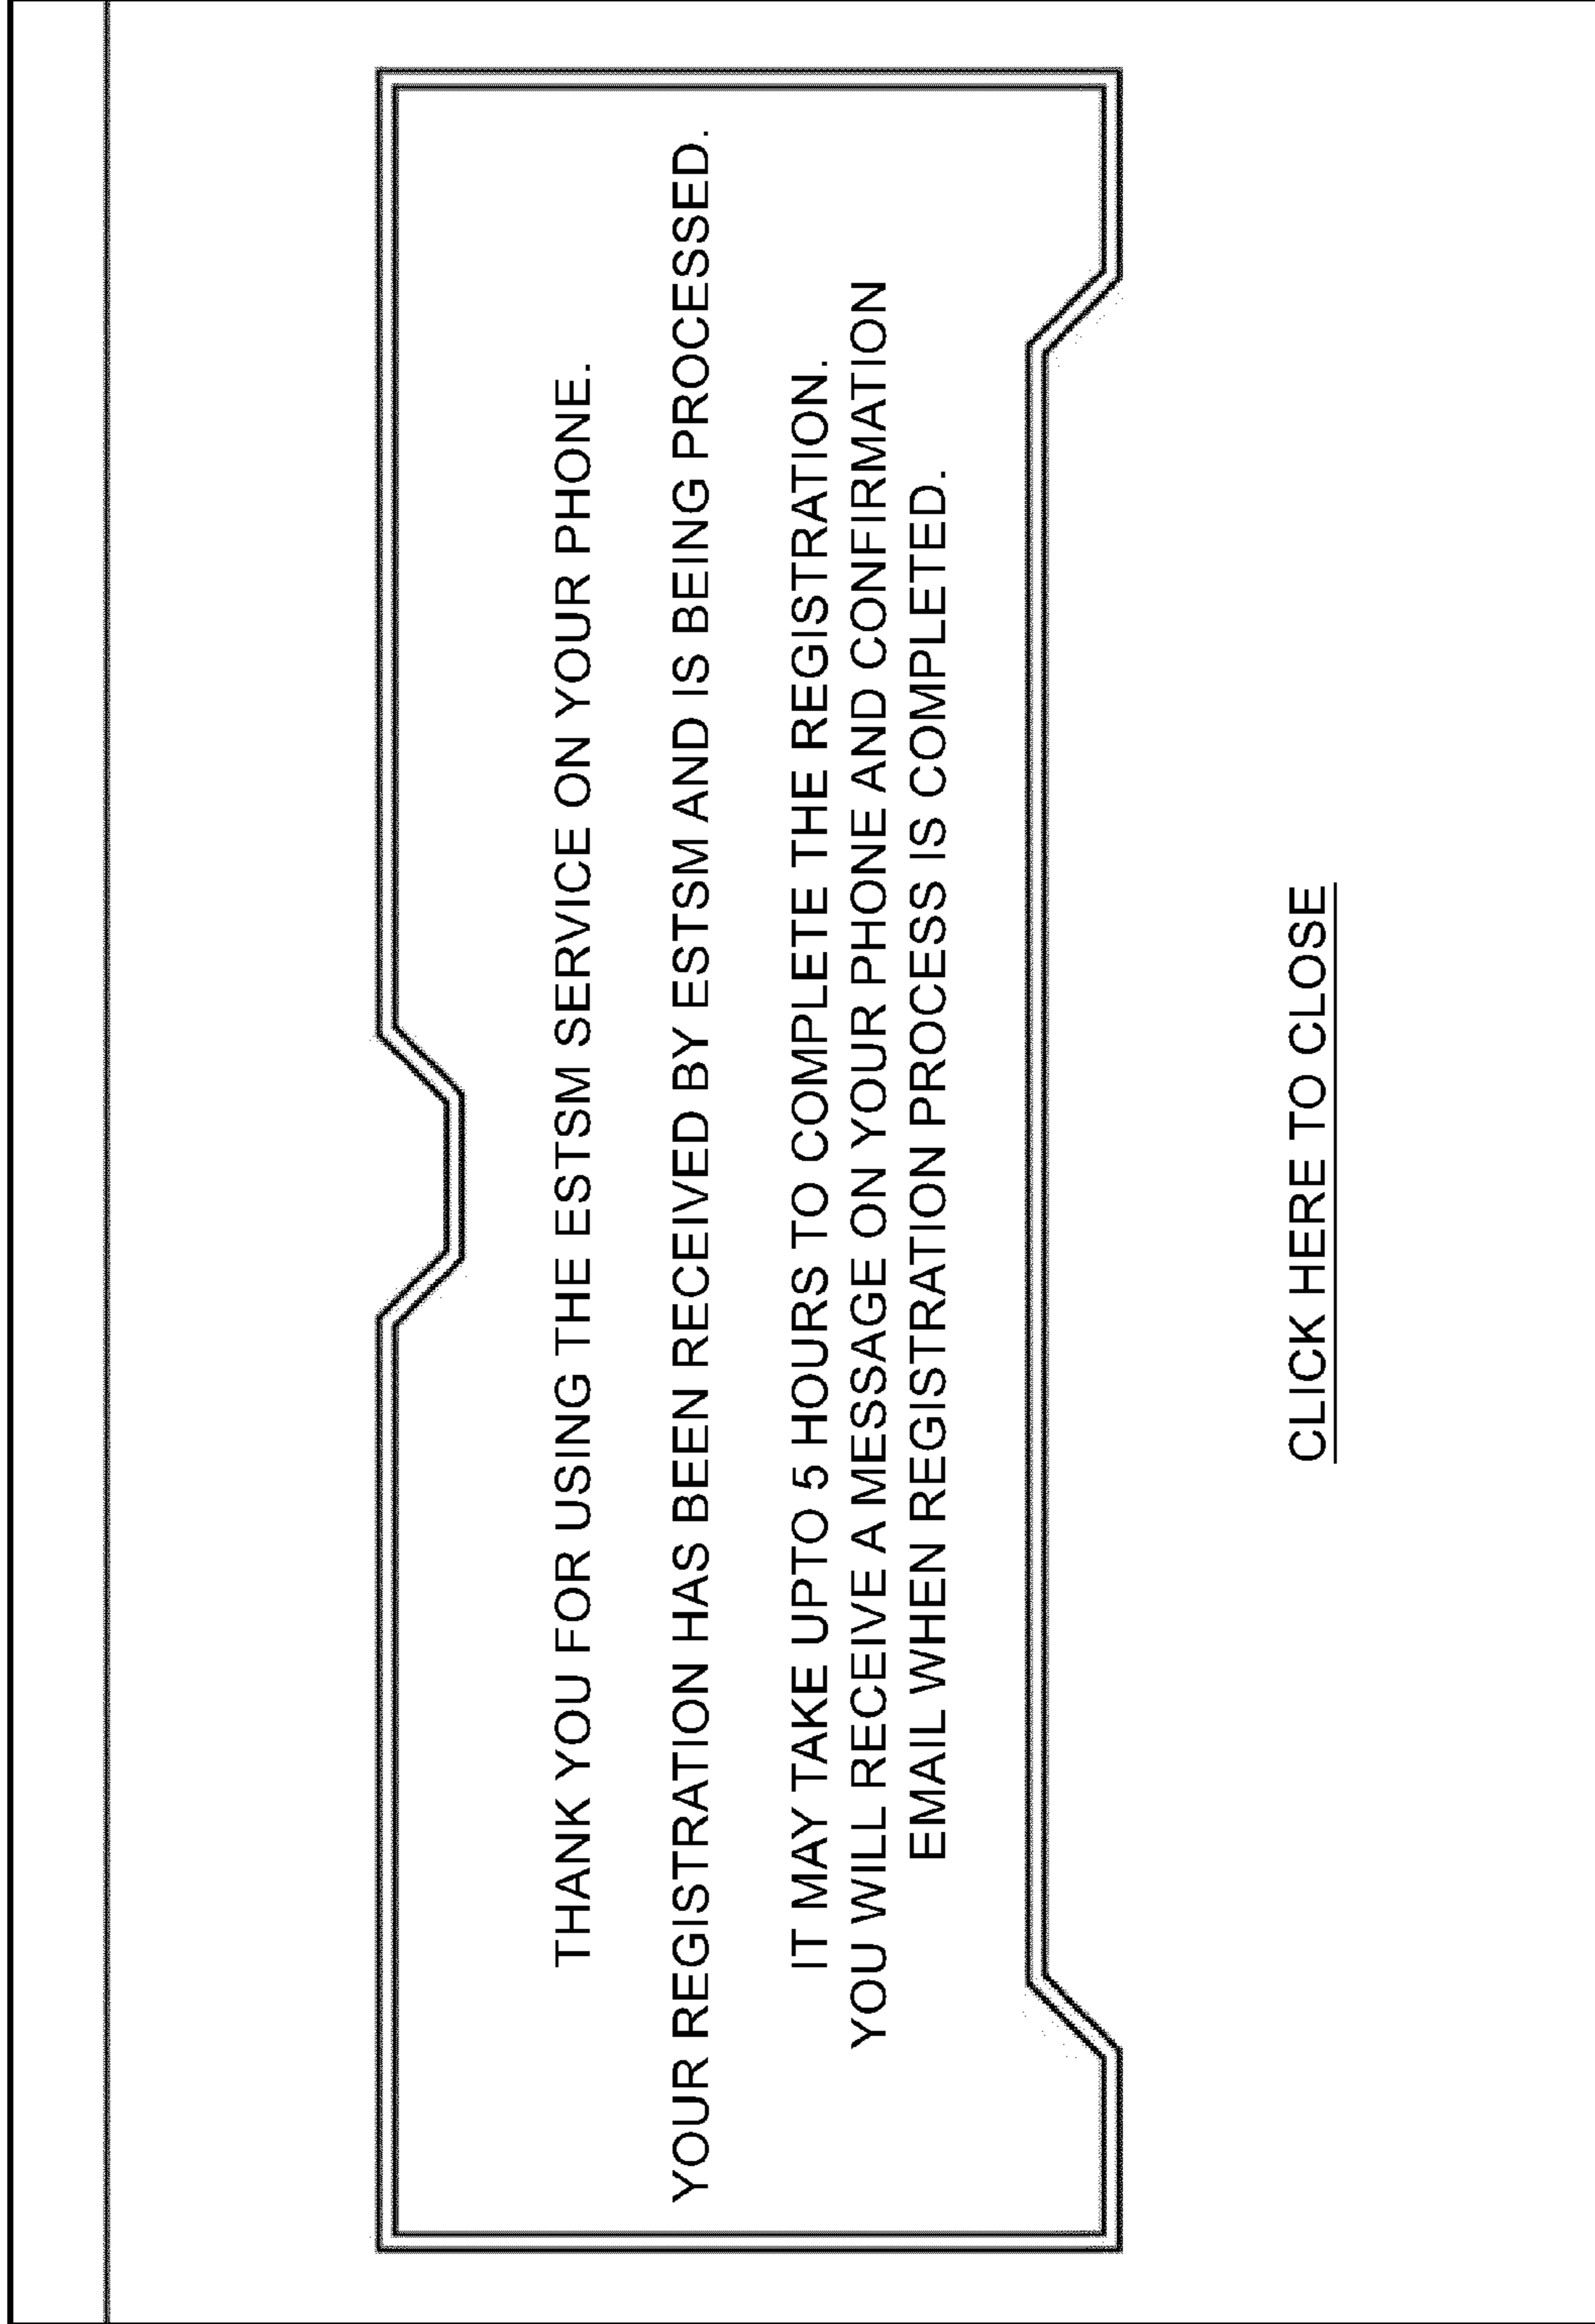 THANK YOU FOR USING THE ESTSM SERVICE ON YOUR PHONE.
YOUR REGISTRATION HAS BEEN RECEIVED BY ESTSM AND IS BEING PROCESSED.
IT MAY TAKE UPTO 5 HOURS TO COMPLETE THE REGISTRATION.
YOU WILL RECEIVE A MESSAGE ON YOUR PHONE AND CONFIRMATION
EMAIL WHEN REGISTRATION PROCESS IS COMPLETED.
CLICK HERE TO CLOSE